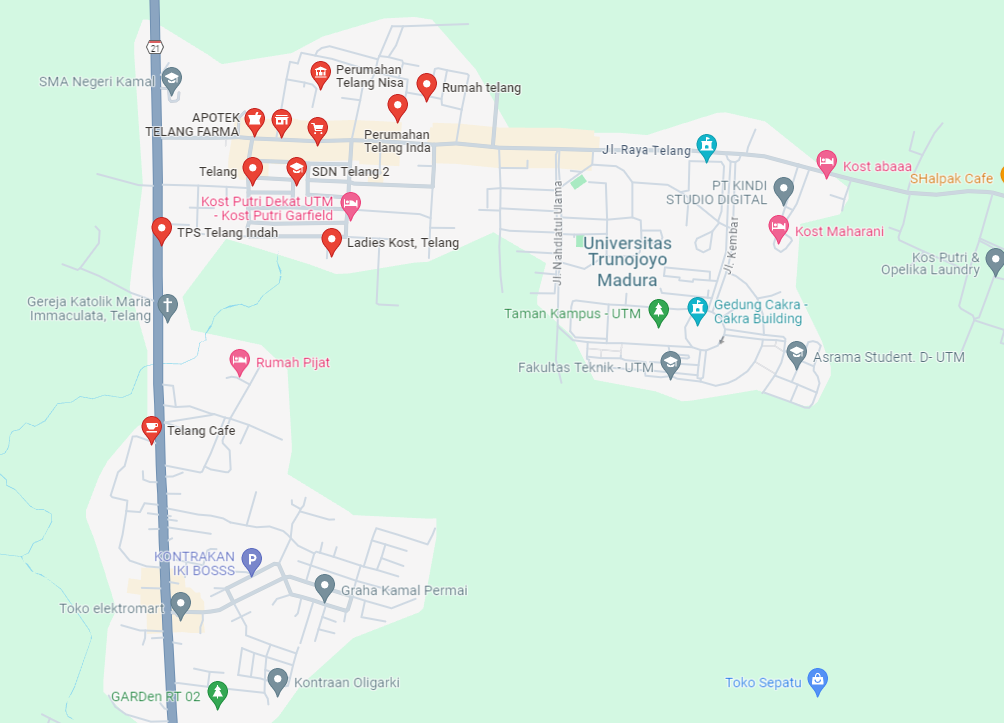 21
SMA Negeri Kamal
Perumahan
Telang Nisa
Rumah telang
APOTEK
TELANG FARMA
Perumahan
Telang Inda
Jl. Raya Telang
Kost abaaa
SHalpak Cafe
Telang
SDN Telang 2
PT KINDI
STUDIO DIGITAL
Kost Putri Dekat UTM
- Kost Putri Garfield
Jl. Nahdlatul Ulama
Jl. Kembar
TPS Telang Indah
Ladies Kost, Telang
Kost Maharani
Universitas
Trunojoyo
Madura
Kos Putri &
Opelika Laundry
Gereja Katolik Maria
Immaculata, Telang
Taman Kampus - UTM
Gedung Cakra -
Cakra Building
Rumah Pijat
Fakultas Teknik - UTM
Asrama Student. D- UTM
Telang Cafe
KONTRAKAN
IKI BOSSS
P
Graha Kamal Permai
Toko elektromart
Kontraan Oligarki
GARDen RT 02
Toko Sepatu